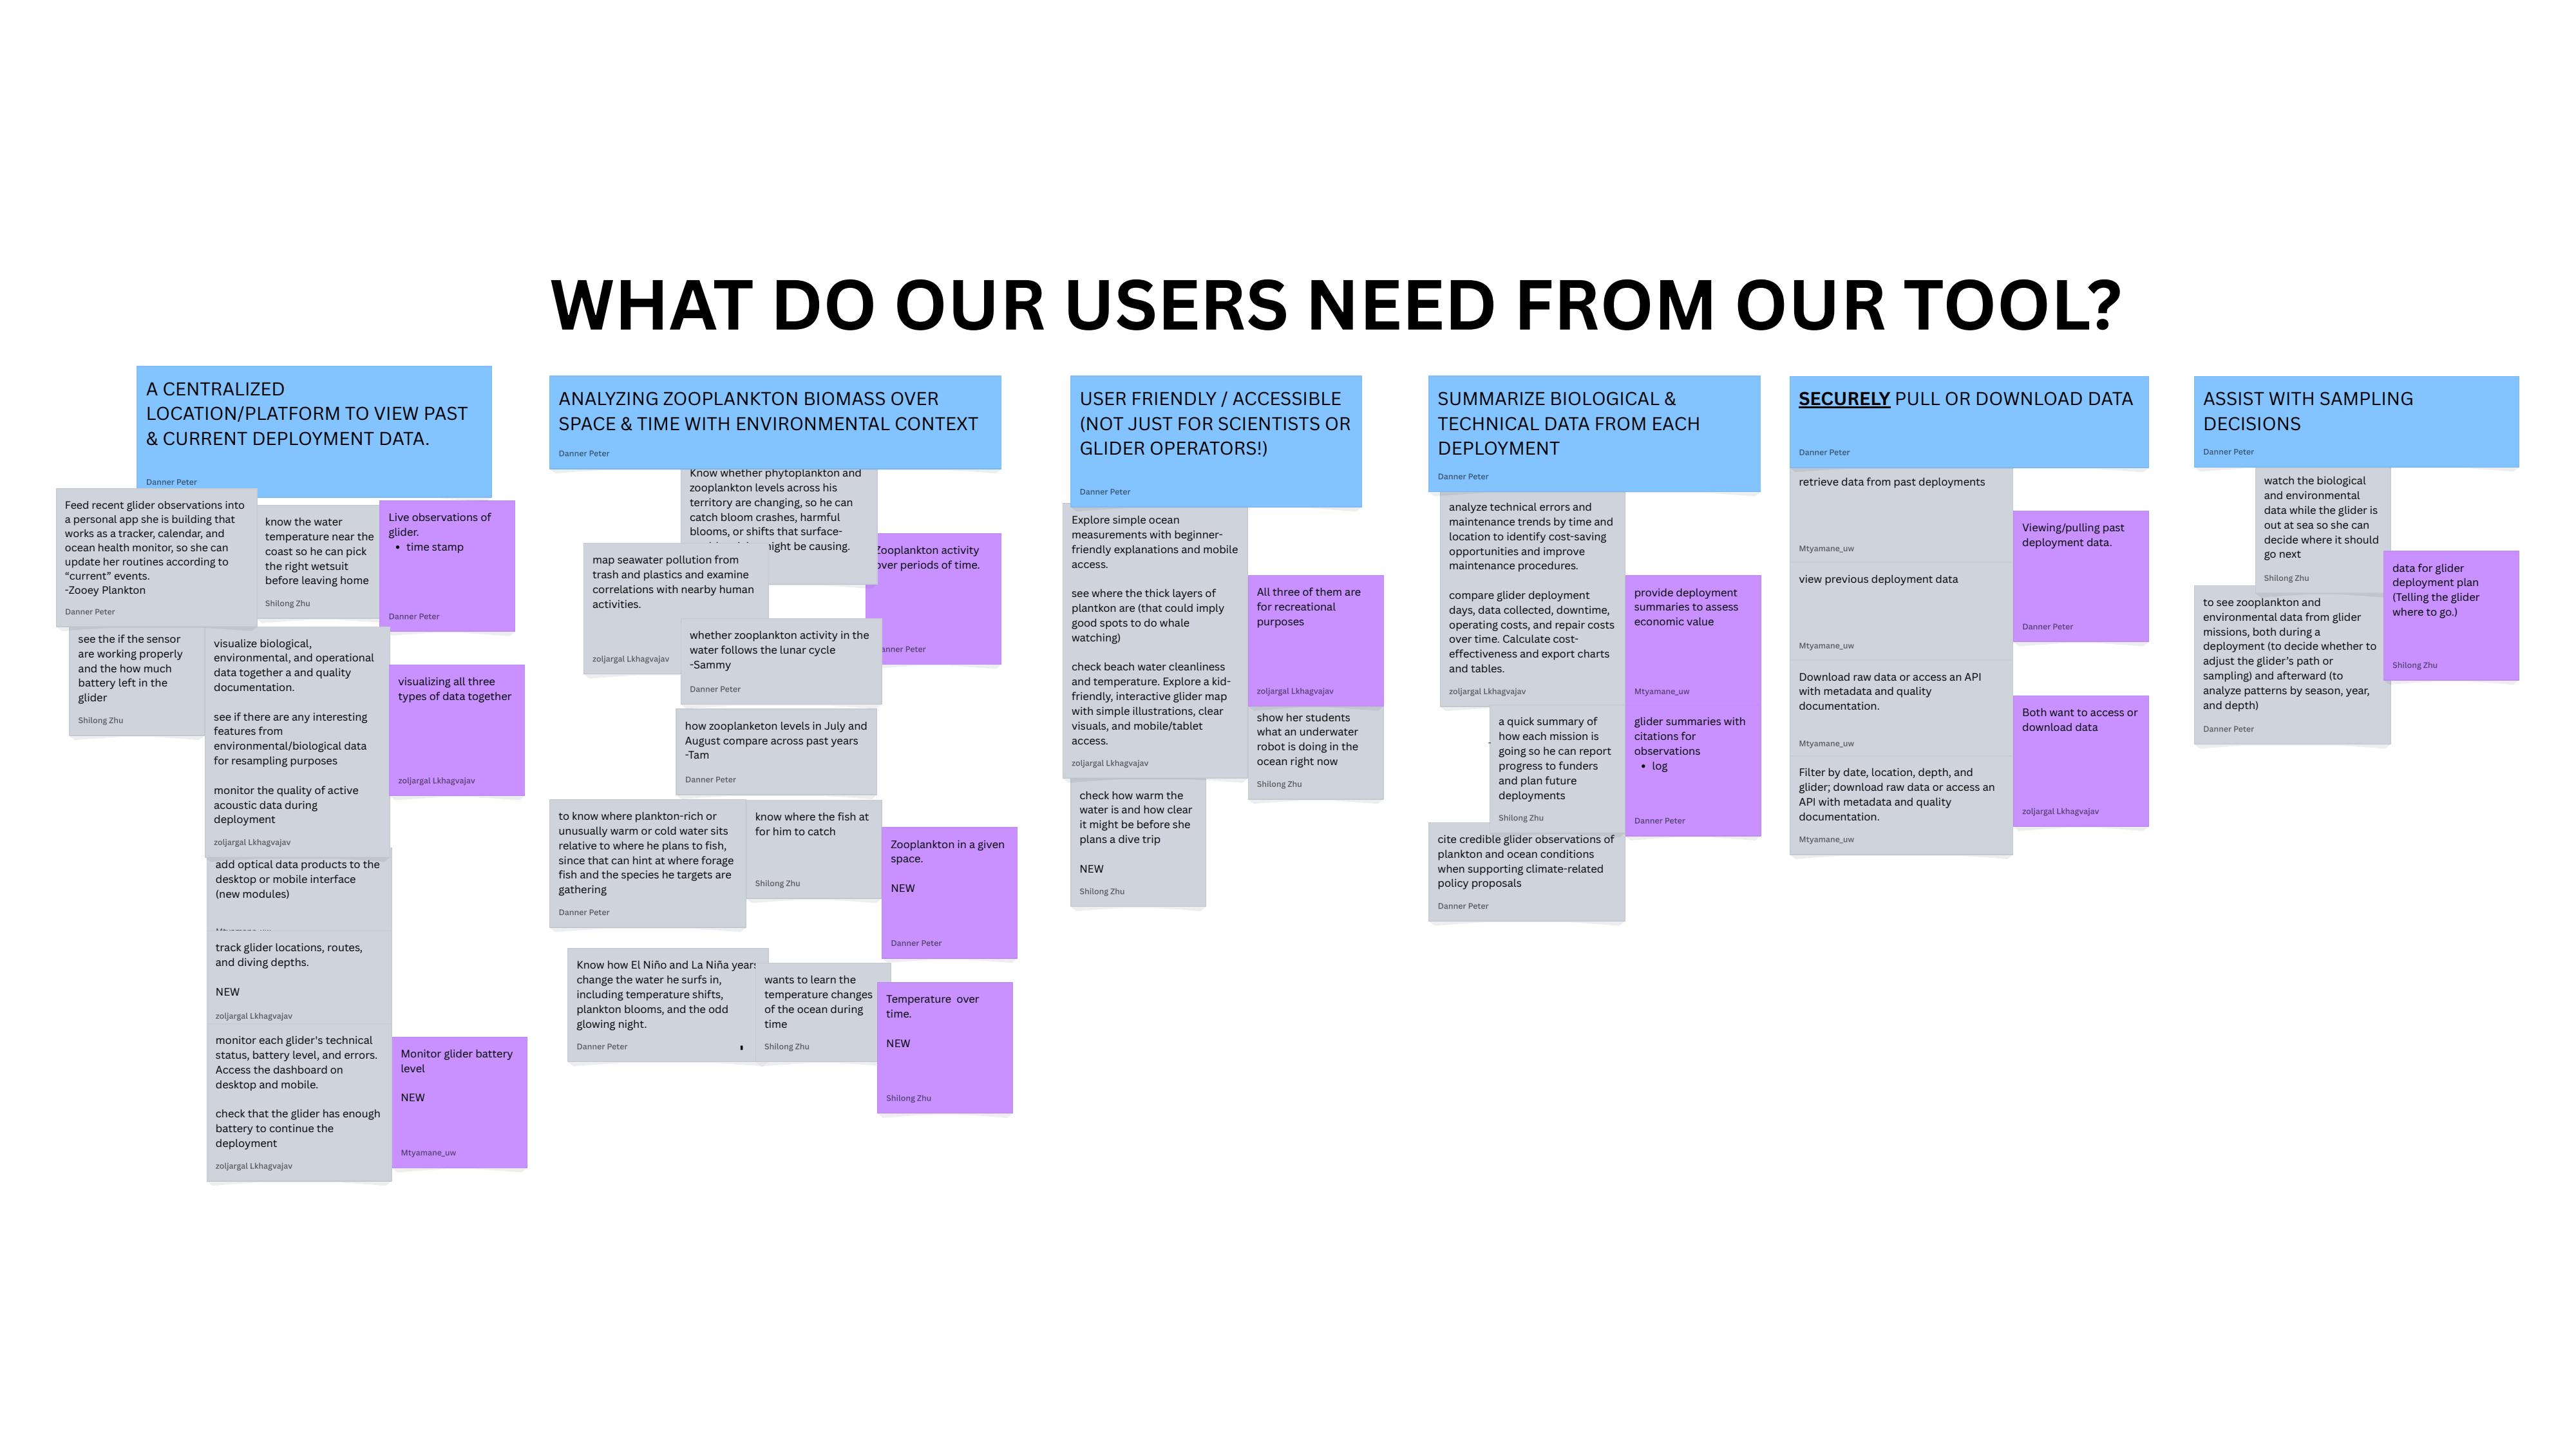 WHAT DO OUR USERS NEED FROM OUR TOOL?
A CENTRALIZED
LOCATION/PLATFORM TO VIEW PAST
& CURRENT DEPLOYMENT DATA.
Danner Peter
Feed recent glider observations into
a personal app she is building that
works as a tracker, calendar, and
ocean health monitor, so she can
update her routines according to
“current” events.
-Zooey Plankton
Danner Peter
know the water
temperature near the
coast so he can pick
the right wetsuit
before leaving home
Shilong Zhu
Live observations of
glider.
• time stamp
Danner Peter
see the if the sensor
are working properly
and the how much
battery left in the
glider
Shilong Zhu
visualize biological,
environmental, and operational
data together a and quality
documentation.
see if there are any interesting
features from
environmental/biological data
for resampling purposes
monitor the quality of active
acoustic data during
deployment
zoljargal Lkhagvajav
visualizing all three
types of data together
zoljargal Lkhagvajav
add optical data products to the
desktop or mobile interface
(new modules)
track glider locations, routes,
and diving depths.
NEW
zoljargal Lkhagvajav
monitor each glider's technical
status, battery level, and errors.
Access the dashboard on
desktop and mobile.
check that the glider has enough
battery to continue the
deployment
zoljargal Lkhagvajav
Monitor glider battery
level
NEW
Mtyamane_uw
ANALYZING ZOOPLANKTON BIOMASS OVER
SPACE & TIME WITH ENVIRONMENTAL CONTEXT
Danner Peter
Know whether phytoplankton and
zooplankton levels across his
territory are changing, so he can
catch bloom crashes, harmful
blooms, or shifts that surface-
might be causing.
map seawater pollution from
trash and plastics and examine
correlations with nearby human
activities.
zoljargal Lkhagvajav
Zooplankton activity
over periods of time.
Danner Peter
whether zooplankton activity in the
water follows the lunar cycle
-Sammy
Danner Peter
how zooplanketon levels in July and
August compare across past years
-Tam
Danner Peter
to know where plankton-rich or
unusually warm or cold water sits
relative to where he plans to fish,
since that can hint at where forage
fish and the species he targets are
gathering
Danner Peter
know where the fish at
for him to catch
Shilong Zhu
Zooplankton in a given
space.
NEW
Danner Peter
Know how El Niño and La Niña years
change the water he surfs in,
including temperature shifts,
plankton blooms, and the odd
glowing night.
Danner Peter
wants to learn the
temperature changes
of the ocean during
time
Shilong Zhu
Temperature over
time.
NEW
Shilong Zhu
USER FRIENDLY / ACCESSIBLE
(NOT JUST FOR SCIENTISTS OR
GLIDER OPERATORS!)
Danner Peter
Explore simple ocean
measurements with beginner-
friendly explanations and mobile
access.
see where the thick layers of
plantkon are (that could imply
good spots to do whale
watching)
check beach water cleanliness
and temperature. Explore a kid-
friendly, interactive glider map
with simple illustrations, clear
visuals, and mobile/tablet
access.
zoljargal Lkhagvajav
All three of them are
for recreational
purposes
zoljargal Lkhagvajav
show her students
what an underwater
robot is doing in the
ocean right now
Shilong Zhu
check how warm the
water is and how clear
it might be before she
plans a dive trip
NEW
Shilong Zhu
SUMMARIZE BIOLOGICAL &
TECHNICAL DATA FROM EACH
DEPLOYMENT
Danner Peter
analyze technical errors and
maintenance trends by time and
location to identify cost-saving
opportunities and improve
maintenance procedures.
compare glider deployment
days, data collected, downtime,
operating costs, and repair costs
over time. Calculate cost-
effectiveness and export charts
and tables.
zoljargal Lkhagvajav
provide deployment
summaries to assess
economic value
Mtyamane_uw
a quick summary of
how each mission is
going so he can report
progress to funders
and plan future
deployments
Shilong Zhu
glider summaries with
citations for
observations
• log
Danner Peter
cite credible glider observations of
plankton and ocean conditions
when supporting climate-related
policy proposals
Danner Peter
SECURELY PULL OR DOWNLOAD DATA
Danner Peter
retrieve data from past deployments
Mtyamane_uw
Viewing/pulling past
deployment data.
Danner Peter
view previous deployment data
Mtyamane_uw
Download raw data or access an API
with metadata and quality
documentation.
Mtyamane_uw
Both want to access or
download data
zoljargal Lkhagvajav
Filter by date, location, depth, and
glider; download raw data or access an
API with metadata and quality
documentation.
Mtyamane_uw
ASSIST WITH SAMPLING
DECISIONS
Danner Peter
watch the biological
and environmental
data while the glider is
out at sea so she can
decide where it should
go next
Shilong Zhu
data for glider
deployment plan
(Telling the glider
where to go.)
Shilong Zhu
to see zooplankton and
environmental data from glider
missions, both during a
deployment (to decide whether to
adjust the glider's path or
sampling) and afterward (to
analyze patterns by season, year,
and depth)
Danner Peter